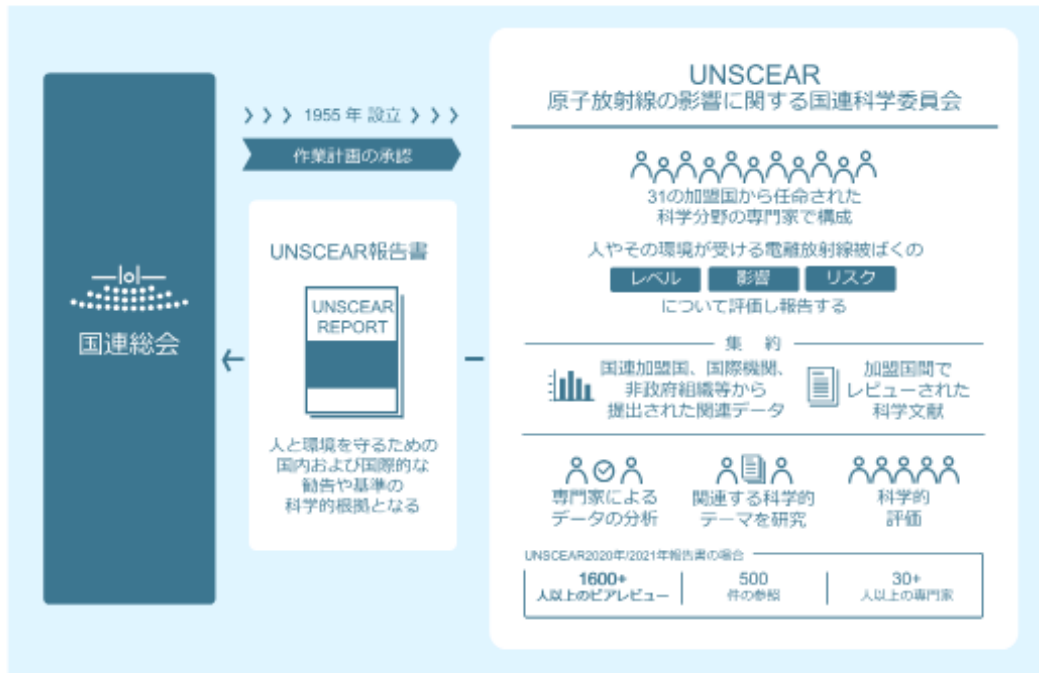 国連総会
❯ ❯ ❯ 1955 年 設立 ❯ ❯ ❯
作業計画の承認
UNSCEAR報告書
UNSCEAR
REPORT
人と環境を守るための
国内および国際的な
勧告や基準の
科学的根拠となる
UNSCEAR
原子放射線の影響に関する国連科学委員会
31の加盟国から任命された
科学分野の専門家で構成
人やその環境が受ける電離放射線被ばくの
レベル 影響 リスク
について評価し報告する
集 約
国連加盟国、国際機関、
非政府組織等から
提出された関連データ
加盟国間で
レビューされた
科学文献
専門家による
データの分析
関連する科学的
テーマを研究
科学的
評価
UNSCEAR2020年/2021年報告書の場合
1600+
人以上のピアレビュー
500
件の参照
30+
人以上の専門家